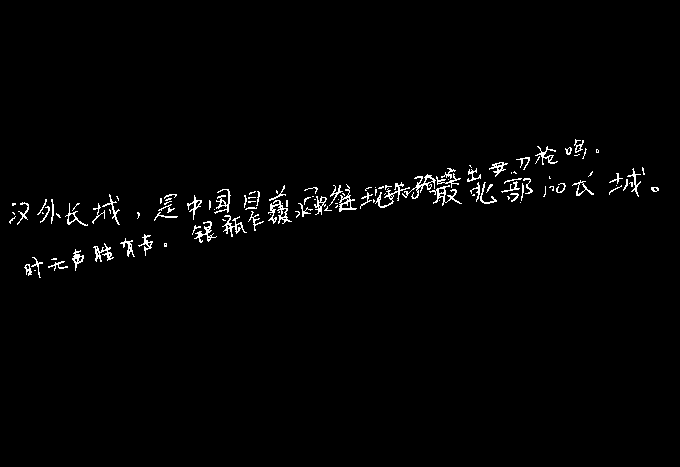 汉外长城，是中国目前现最北部的长城。
时无声胜有声。银瓶乍破水浆迸铁骑突出刀枪鸣。